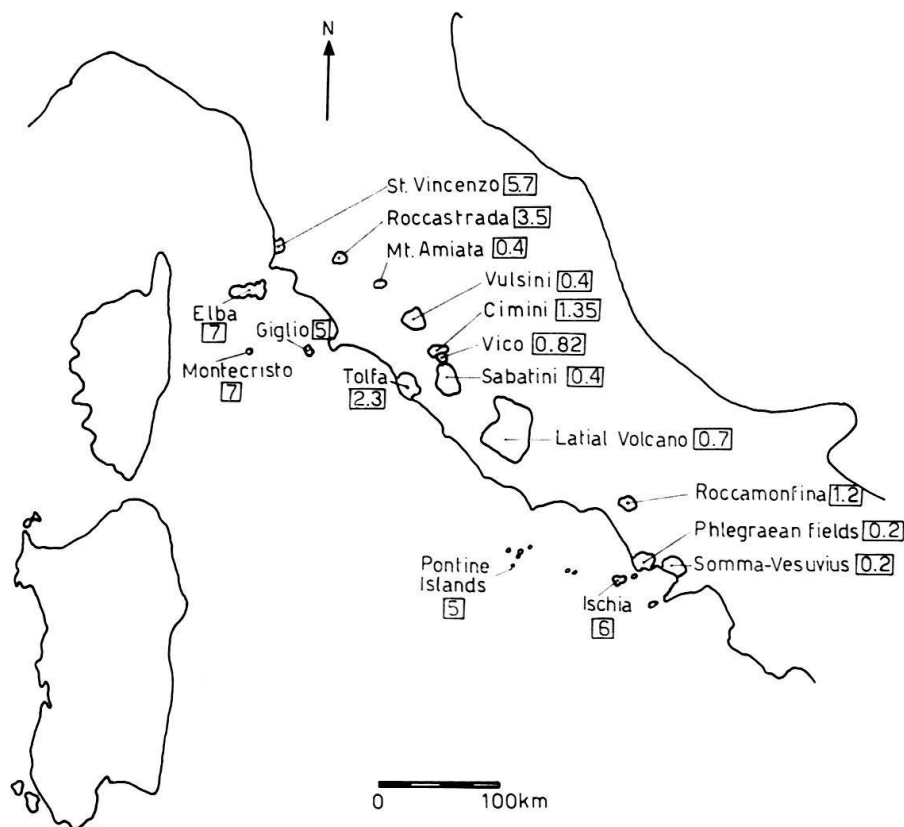 N
St. Vincenzo 5.7
Roccastrada 3.5
Mt. Amiata 0.4
Vulsini 0.4
Cimini 1.35
Vico 0.82
Sabatini 0.4
Elba
7
Giglio 5
Montecristo
7
Tolfa
2.3
Latial Volcano 0.7
Roccamonfina 1.2
Phlegraean fields 0.2
Somma-Vesuvius 0.2
Pontine
Islands
5
Ischia
6
0 100km